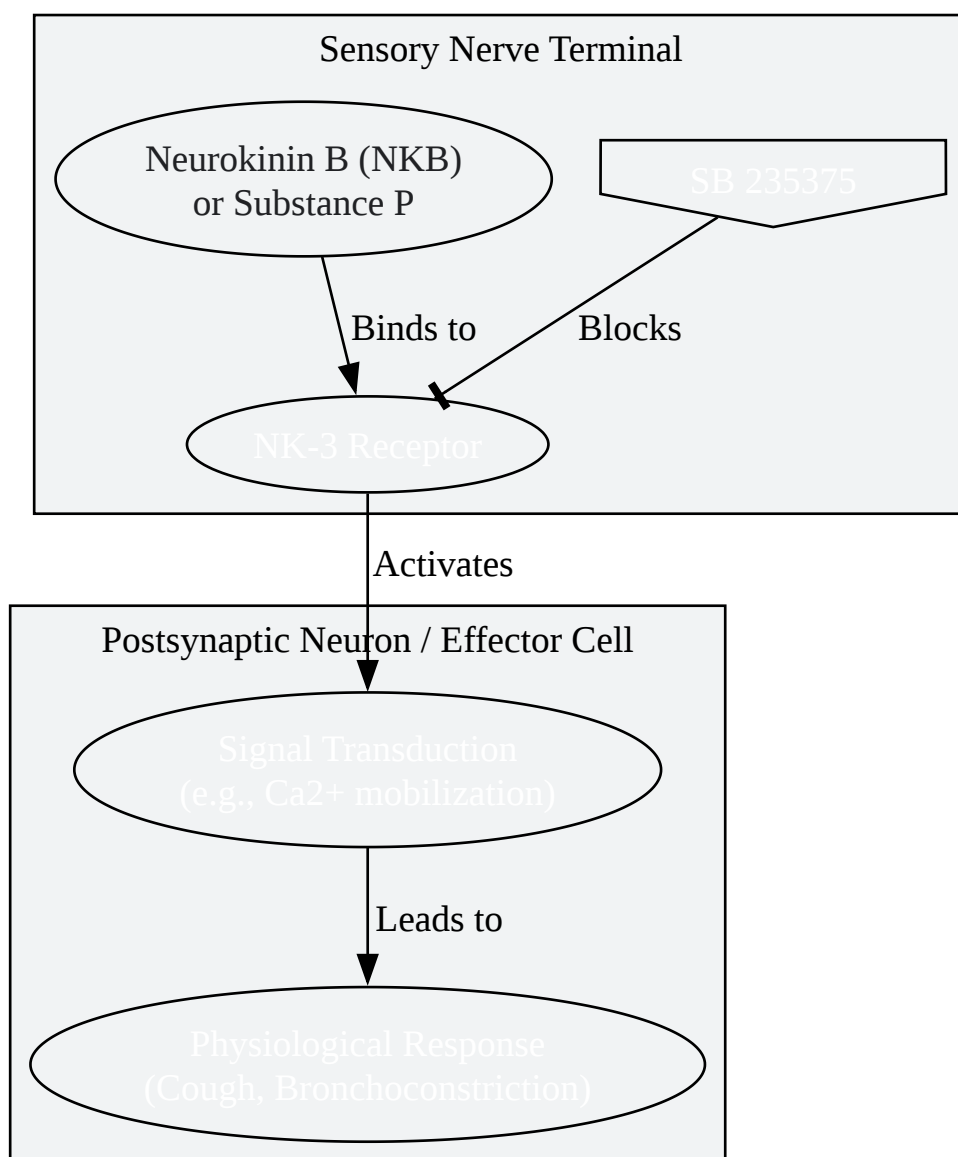 Sensory Nerve Terminal
Neurokinin B (NKB)
or Substance P
SB 235375
Binds to
Blocks
NK-3 Receptor
Activates
Postsynaptic Neuron / Effector Cell
Signal Transduction
(e.g., Ca2+ mobilization)
Leads to
Physiological Response
(Cough, Bronchoconstriction)